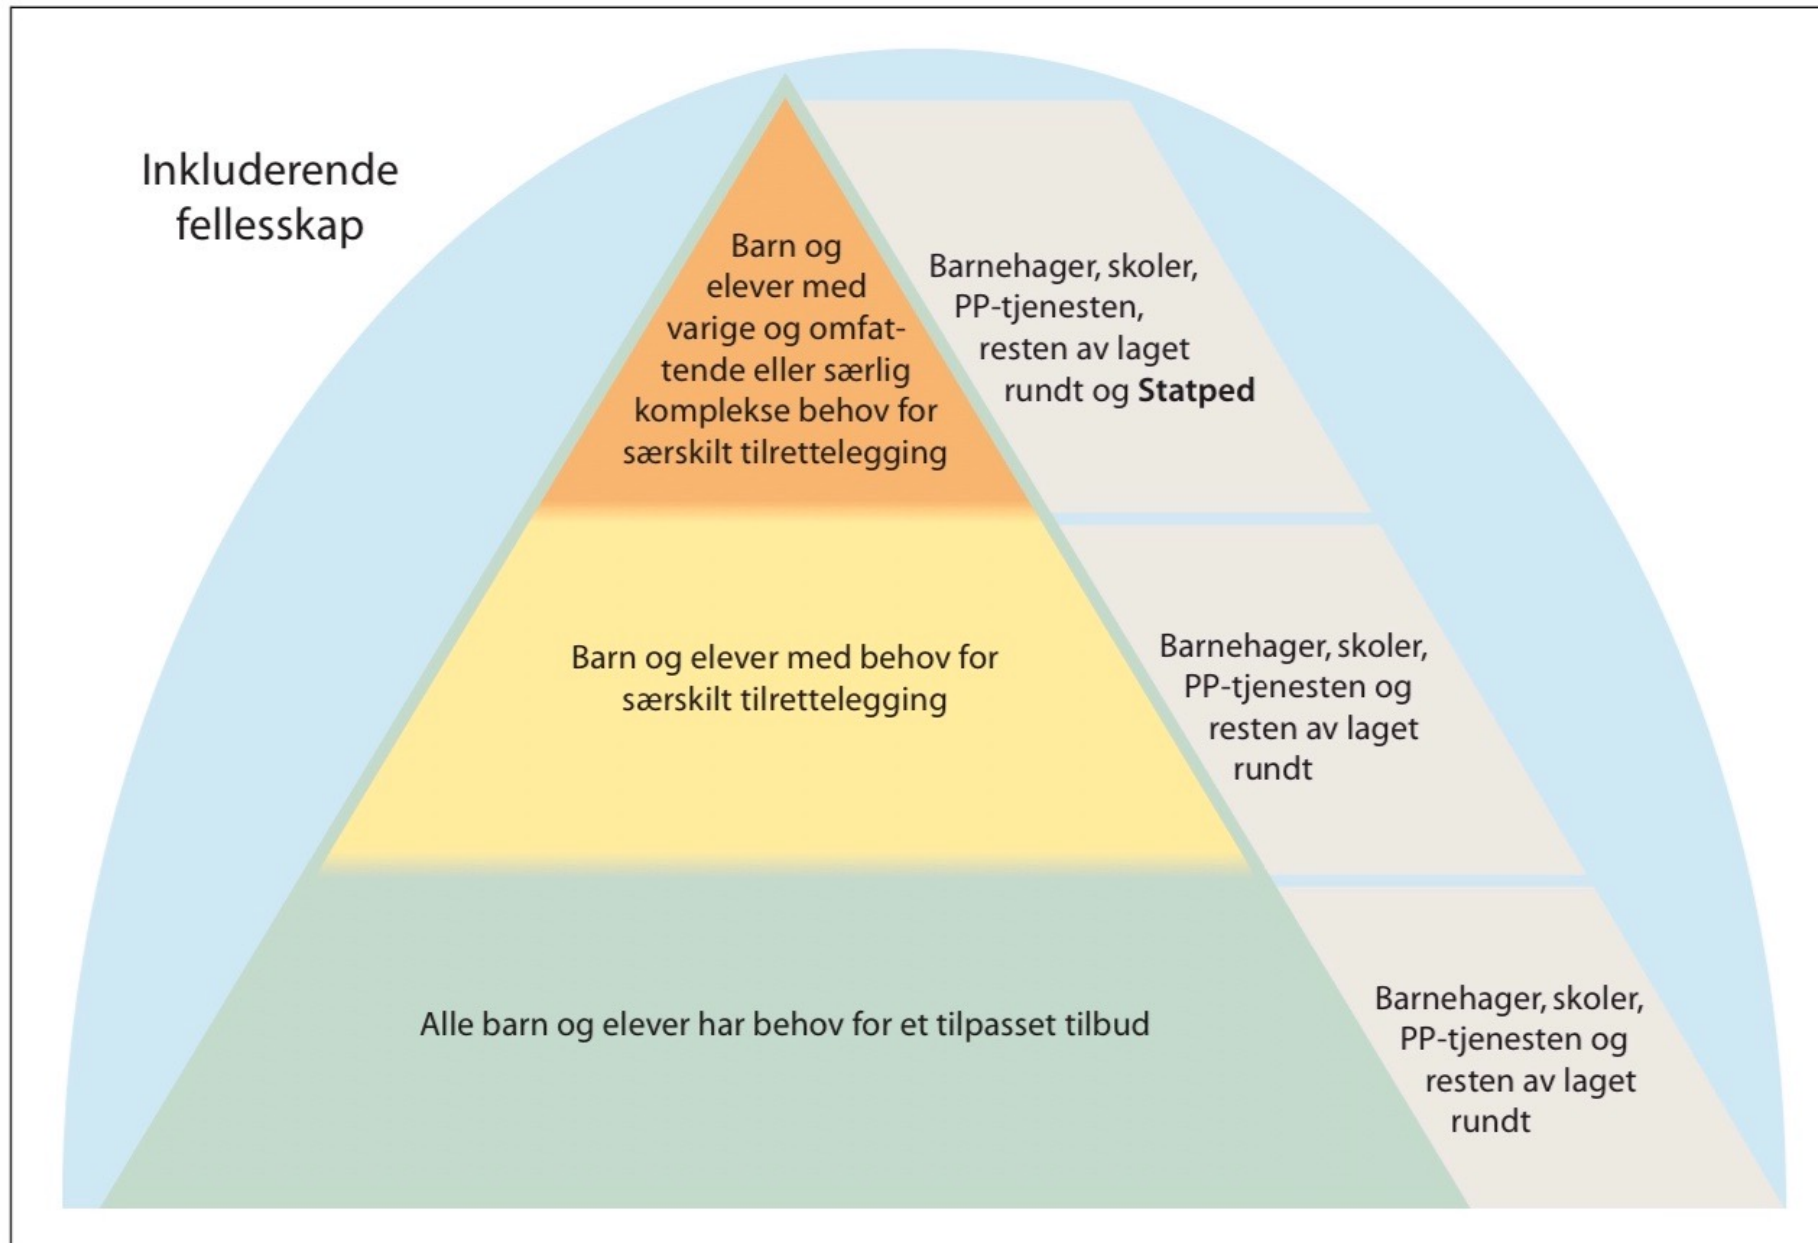 Inkluderende
fellesskap
Barn og
elever med
varige og omfat-
tende eller særlig
komplekse behov for
særskilt tilrettelegging
Barnehager, skoler,
PP-tjenesten,
resten av laget
rundt og Statped
Barn og elever med behov for
særskilt tilrettelegging
Barnehager, skoler,
PP-tjenesten og
resten av laget
rundt
Alle barn og elever har behov for et tilpasset tilbud
Barnehager, skoler,
PP-tjenesten og
resten av laget
rundt